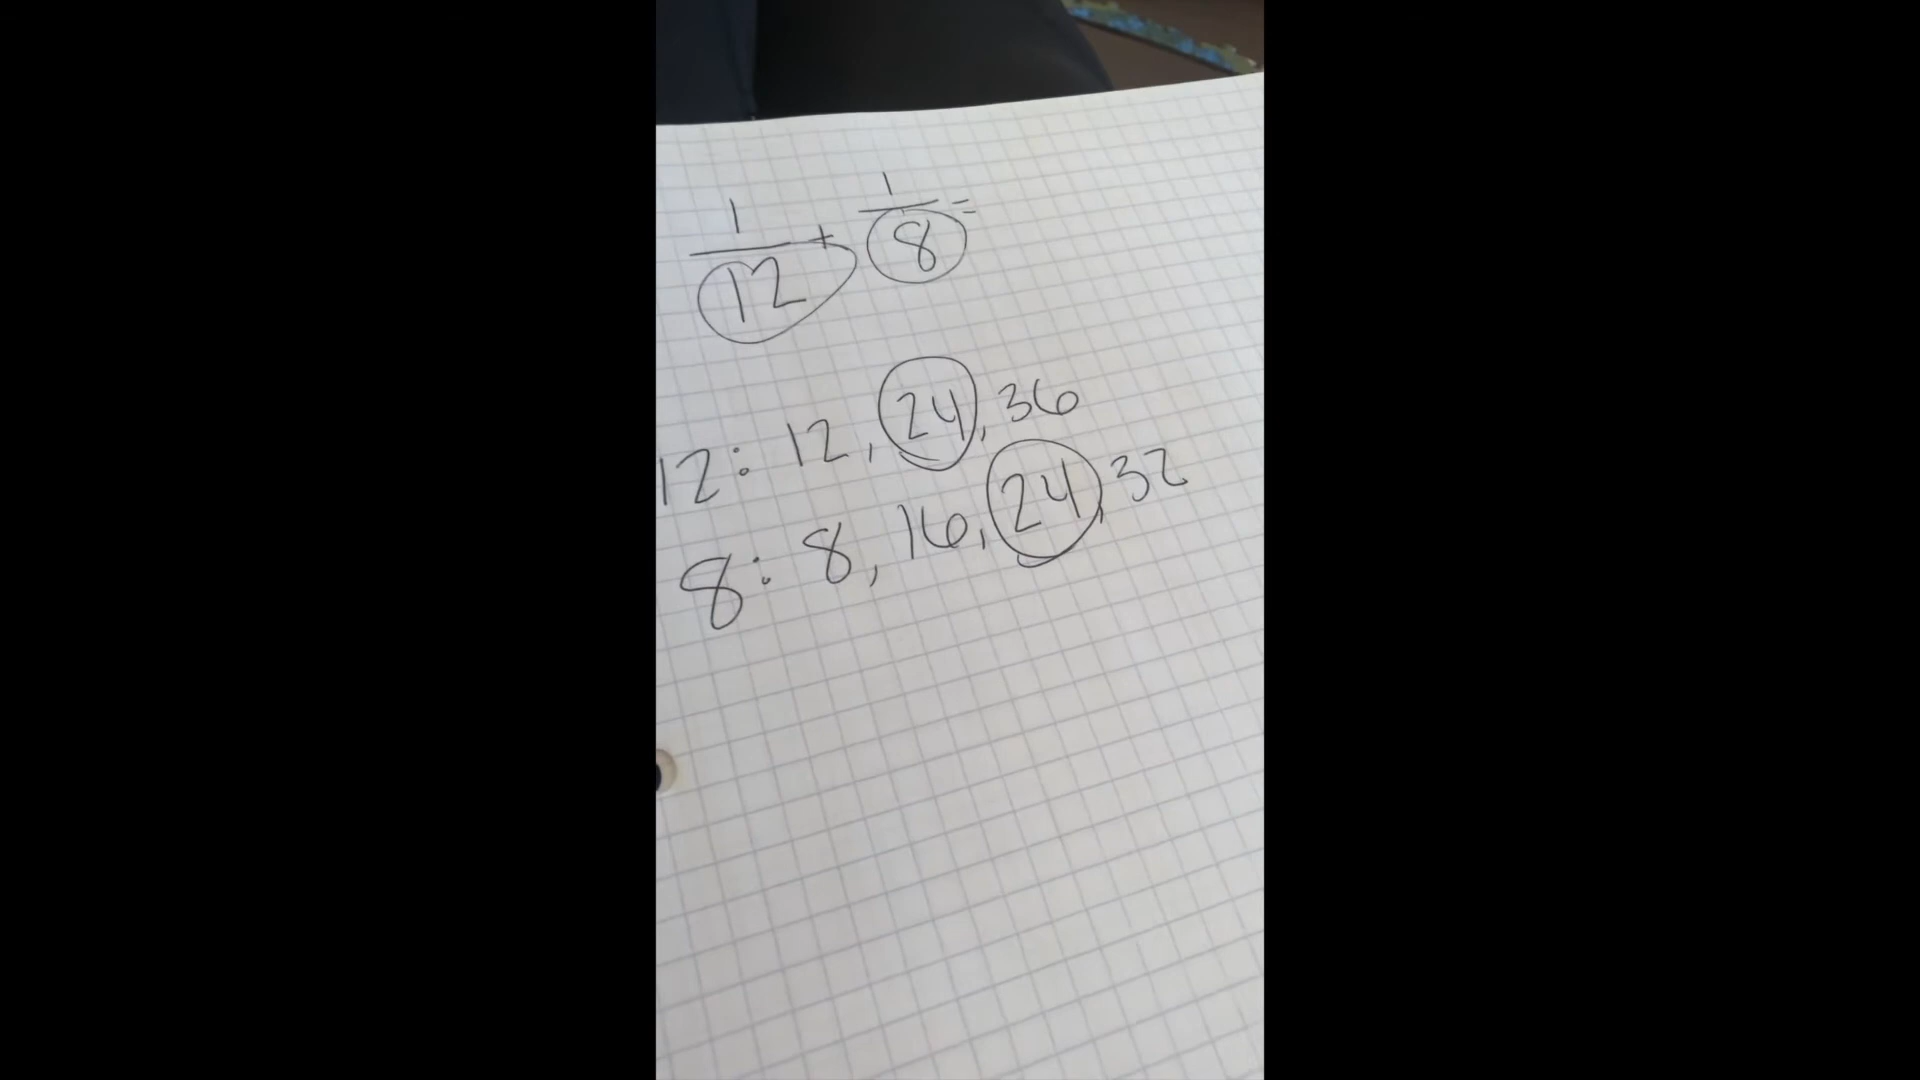 1/12 + 1/8 =
12: 12, 24, 36
8: 8, 16, 24, 32